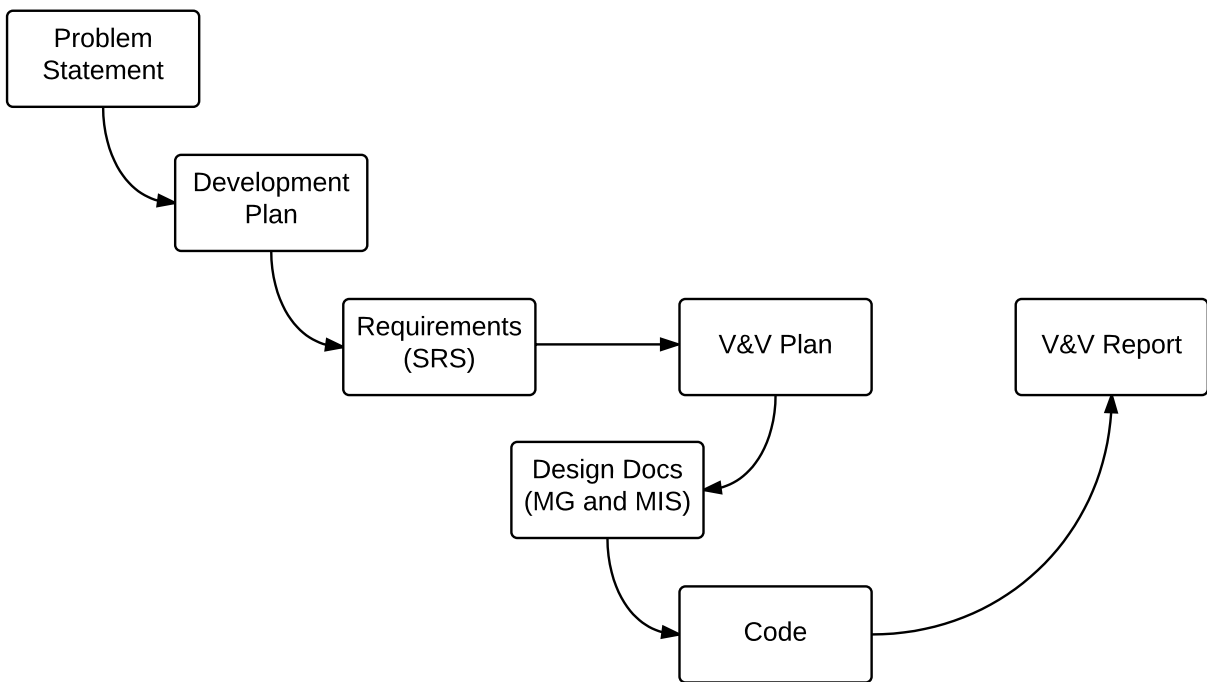 Problem
Statement
Development
Plan
Requirements
(SRS)
V&V Plan
V&V Report
Design Docs
(MG and MIS)
Code